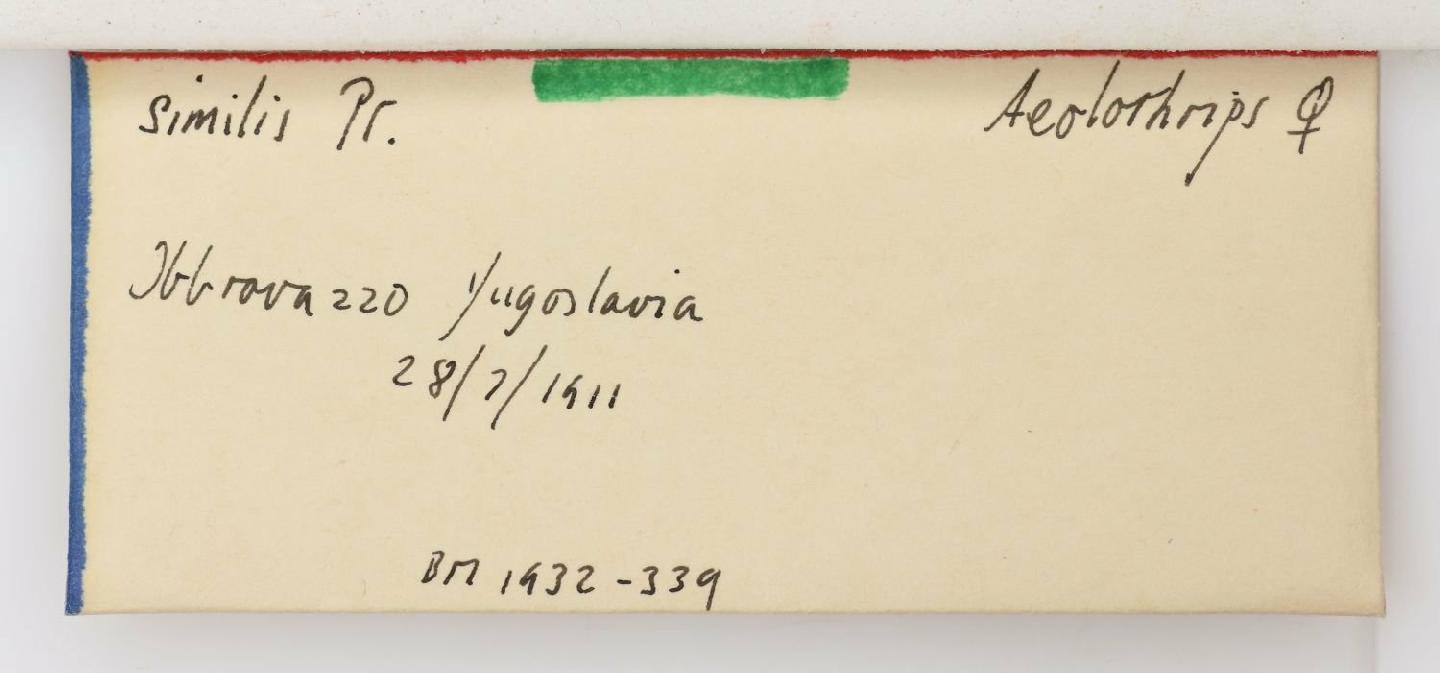 similis Pr. Aeolothrips ♀
Obbrovazzo Yugoslavia
28/7/1911
BM 1932-339